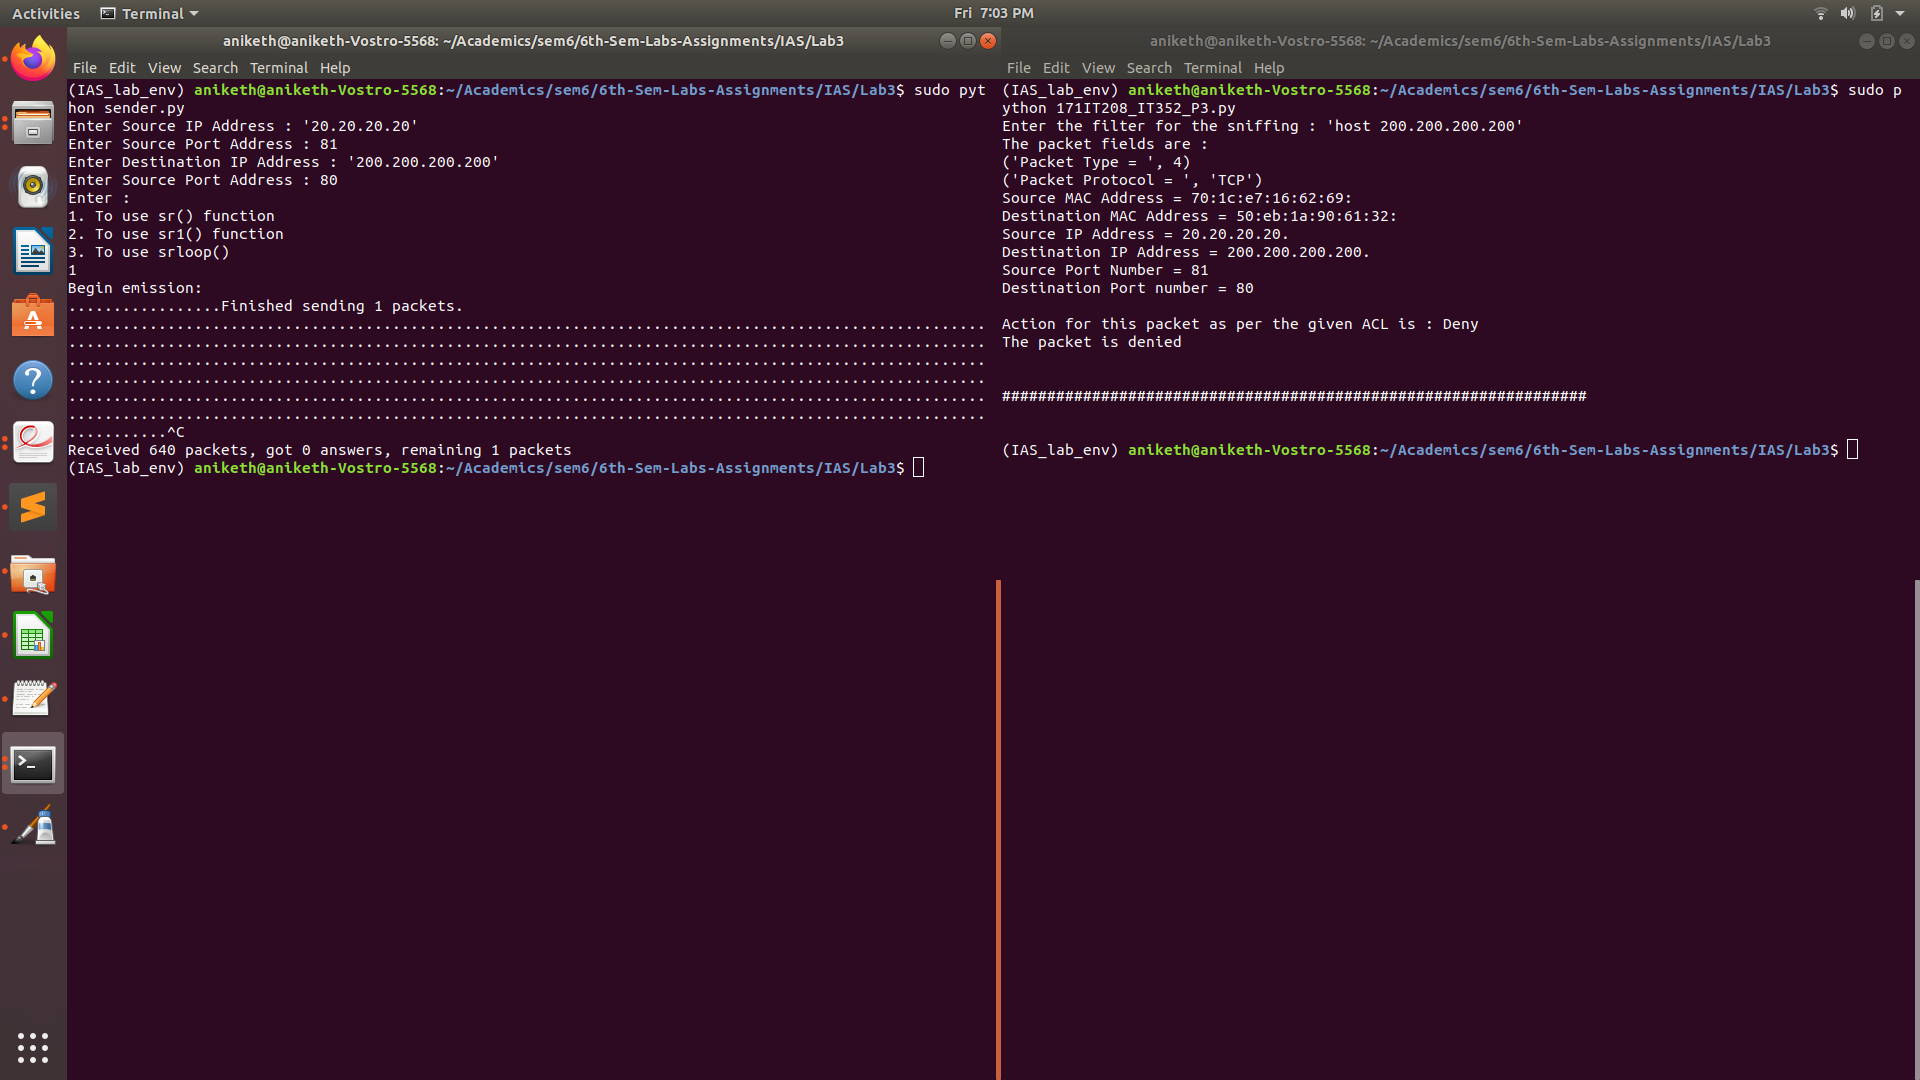 Activities
Terminal
Fri 7:03 PM
aniketh@aniketh-Vostro-5568: ~/Academics/sem6/6th-Sem-Labs-Assignments/IAS/Lab3
File Edit View Search Terminal Help
(IAS_lab_env) aniketh@aniketh-Vostro-5568:~/Academics/sem6/6th-Sem-Labs-Assignments/IAS/Lab3$ sudo pyt
hon sender.py
Enter Source IP Address : '20.20.20.20'
Enter Source Port Address : 81
Enter Destination IP Address : '200.200.200.200'
Enter Source Port Address : 80
Enter :
1. To use sr() function
2. To use sr1() function
3. To use srloop()
1
Begin emission:
.................Finished sending 1 packets.
......................................................................................................
......................................................................................................
......................................................................................................
......................................................................................................
......................................................................................................
......................................................................................................
...........^C
Received 640 packets, got 0 answers, remaining 1 packets
(IAS_lab_env) aniketh@aniketh-Vostro-5568:~/Academics/sem6/6th-Sem-Labs-Assignments/IAS/Lab3$
aniketh@aniketh-Vostro-5568: ~/Academics/sem6/6th-Sem-Labs-Assignments/IAS/Lab3
File Edit View Search Terminal Help
(IAS_lab_env) aniketh@aniketh-Vostro-5568:~/Academics/sem6/6th-Sem-Labs-Assignments/IAS/Lab3$ sudo p
ython 171IT208_IT352_P3.py
Enter the filter for the sniffing : 'host 200.200.200.200'
The packet fields are :
('Packet Type = ', 4)
('Packet Protocol = ', 'TCP')
Source MAC Address = 70:1c:e7:16:62:69:
Destination MAC Address = 50:eb:1a:90:61:32:
Source IP Address = 20.20.20.20.
Destination IP Address = 200.200.200.200.
Source Port Number = 81
Destination Port number = 80
Action for this packet as per the given ACL is : Deny
The packet is denied
#################################################################
(IAS_lab_env) aniketh@aniketh-Vostro-5568:~/Academics/sem6/6th-Sem-Labs-Assignments/IAS/Lab3$